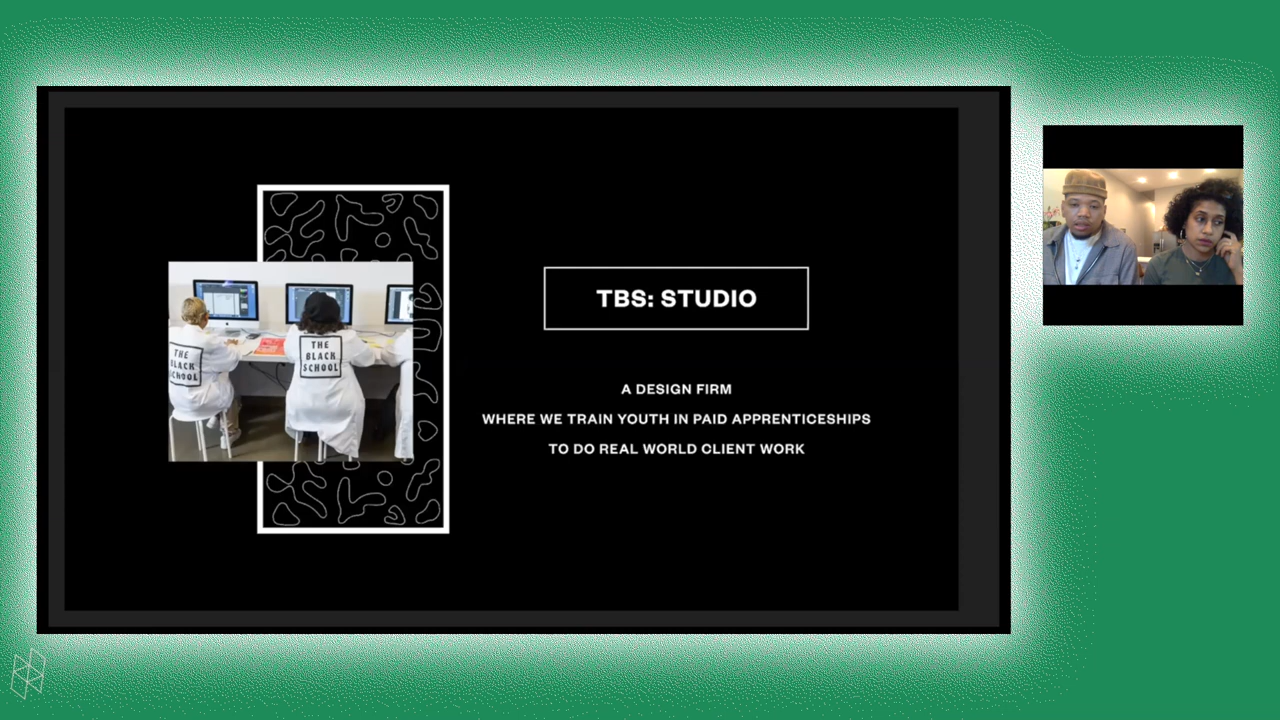 THE
BLACK
SCHOOL
THE
BLACK
SCHOOL
TBS: STUDIO
A DESIGN FIRM
WHERE WE TRAIN YOUTH IN PAID APPRENTICESHIPS
TO DO REAL WORLD CLIENT WORK